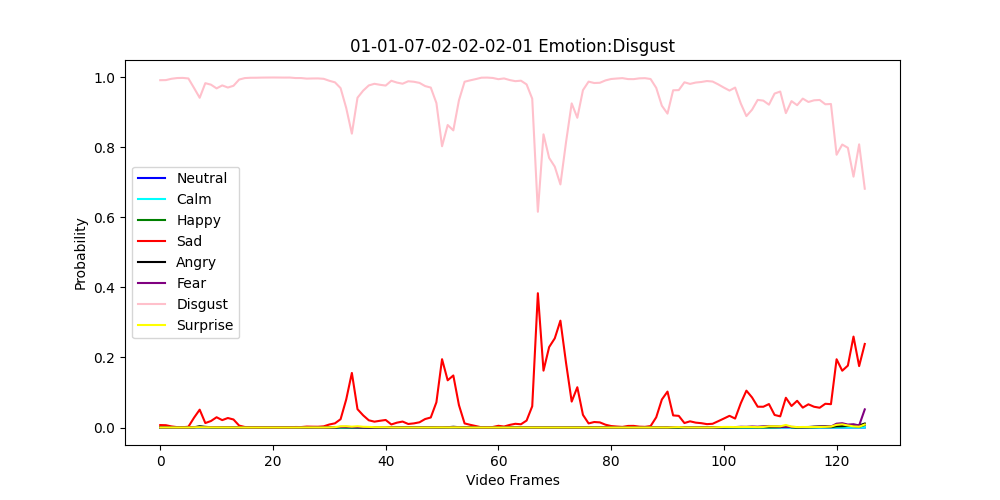 01-01-07-02-02-02-01 Emotion:Disgust
1.0
0.8
0.6
0.4
0.2
0.0
Probability
Neutral
Calm
Happy
Sad
Angry
Fear
Disgust
Surprise
0 20 40 60 80 100 120
Video Frames